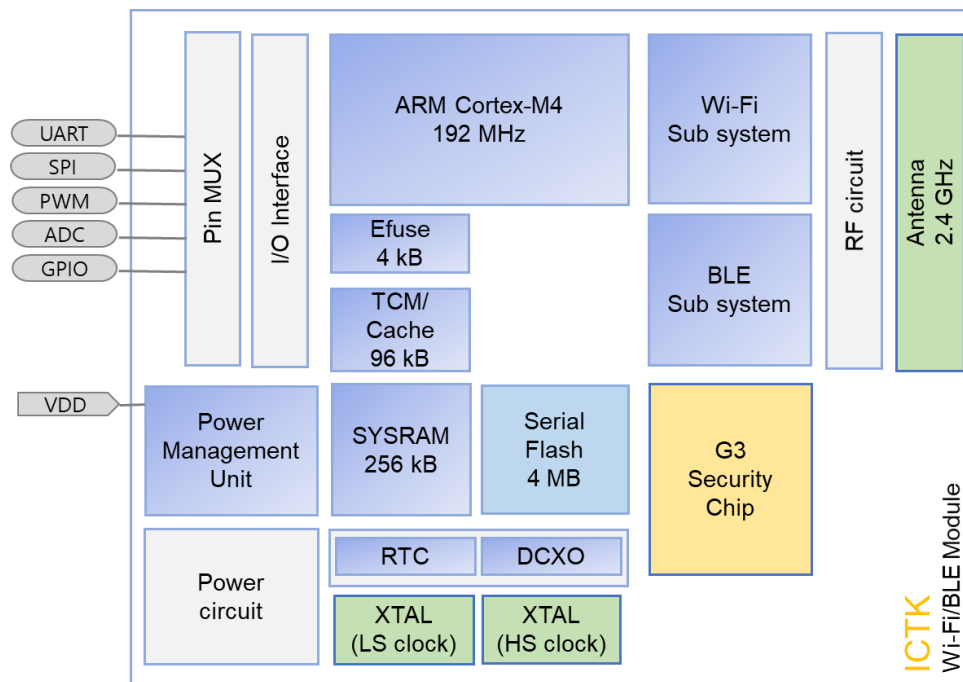 UART
SPI
PWM
ADC
GPIO
VDD
Pin MUX
I/O Interface
ARM Cortex-M4
192 MHz
Efuse
4 kB
TCM/
Cache
96 kB
Wi-Fi
Sub system
BLE
Sub system
RF circuit
Antenna
2.4 GHz
Power
Management
Unit
SYSRAM
256 kB
Serial
Flash
4 MB
G3
Security
Chip
Power
circuit
RTC
DCXO
XTAL
(LS clock)
XTAL
(HS clock)
ICTK
Wi-Fi/BLE Module